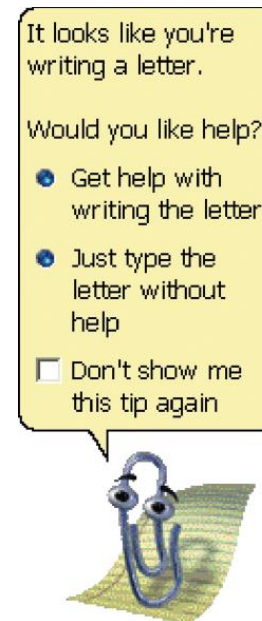 It looks like you're
writing a letter.
Would you like help?
Get help with
writing the letter
Just type the
letter without
help
Don't show me
this tip again